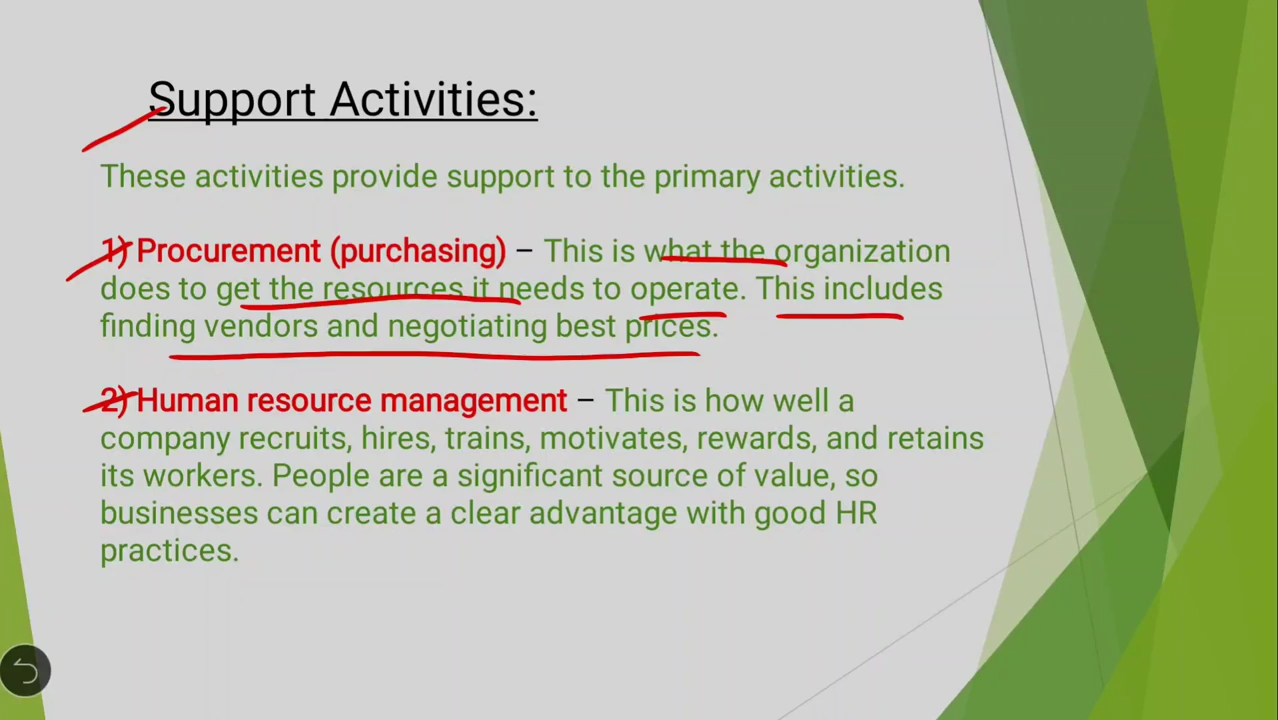 Support Activities:
These activities provide support to the primary activities.
1) Procurement (purchasing) – This is what the organization
does to get the resources it needs to operate. This includes
finding vendors and negotiating best prices.
2) Human resource management – This is how well a
company recruits, hires, trains, motivates, rewards, and retains
its workers. People are a significant source of value, so
businesses can create a clear advantage with good HR
practices.